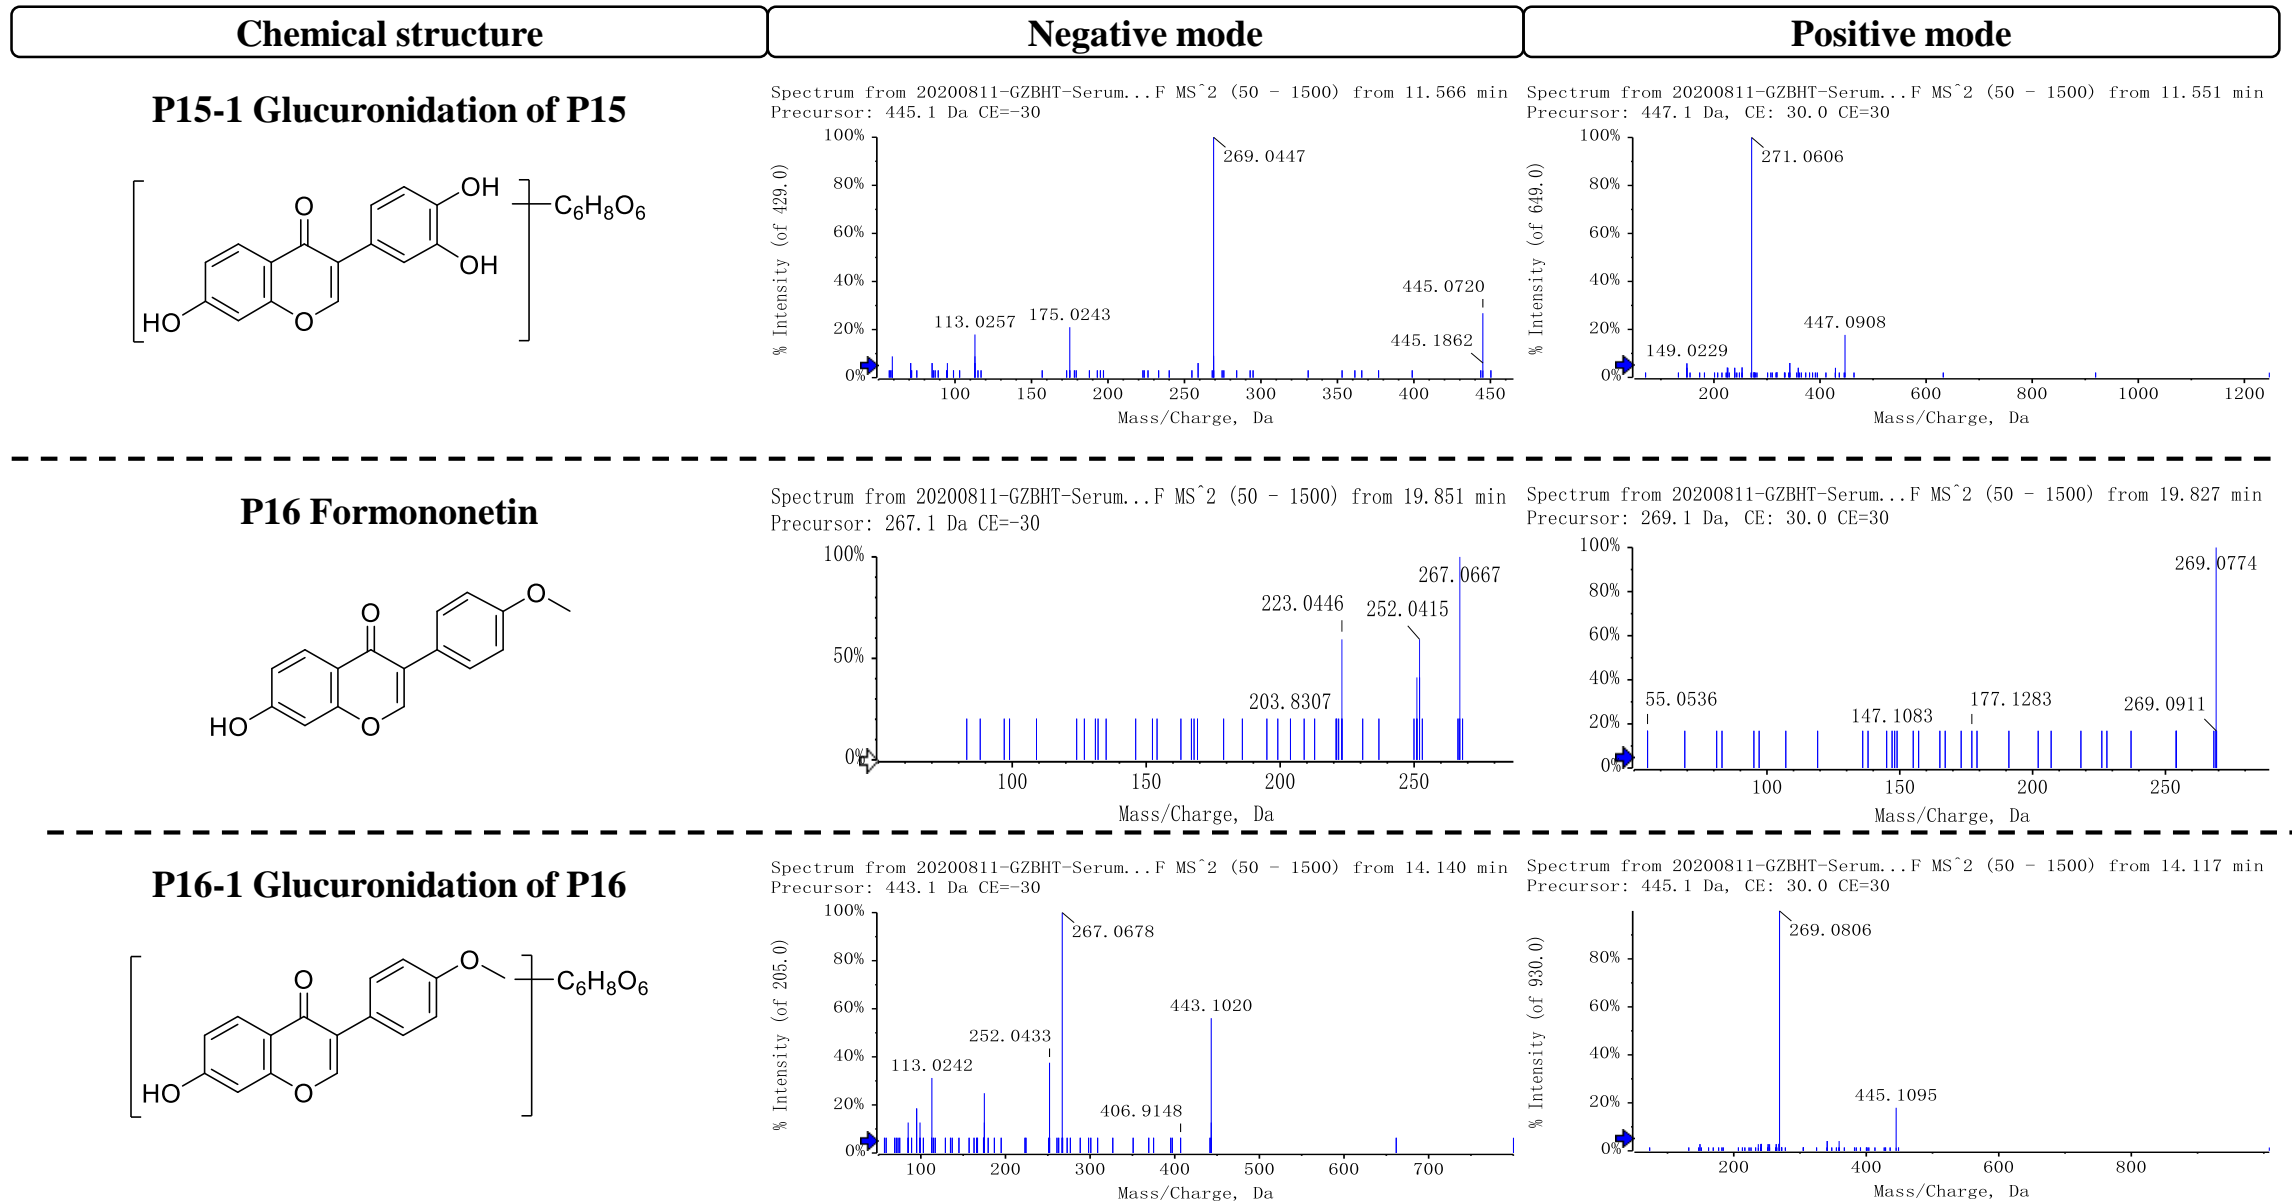 Chemical structure
Negative mode
Positive mode
P15-1 Glucuronidation of P15
O
OH
OH
HO
O
C6H8O6
Spectrum from 20200811-GZBHT-Serum...F MS^2 (50 - 1500) from 11.566 min
Precursor: 445.1 Da CE=-30
% Intensity (of 429.0)
100%
80%
60%
40%
20%
0%
269.0447
445.0720
445.1862
175.0243
113.0257
100 150 200 250 300 350 400 450
Mass/Charge, Da
Spectrum from 20200811-GZBHT-Serum...F MS^2 (50 - 1500) from 11.551 min
Precursor: 447.1 Da, CE: 30.0 CE=30
% Intensity (of 649.0)
100%
80%
60%
40%
20%
0%
271.0606
447.0908
149.0229
200 400 600 800 1000 1200
Mass/Charge, Da
P16 Formononetin
O
O
HO
O
Spectrum from 20200811-GZBHT-Serum...F MS^2 (50 - 1500) from 19.851 min
Precursor: 267.1 Da CE=-30
100%
50%
0%
267.0667
223.0446
252.0415
203.8307
100 150 200 250
Mass/Charge, Da
Spectrum from 20200811-GZBHT-Serum...F MS^2 (50 - 1500) from 19.827 min
Precursor: 269.1 Da, CE: 30.0 CE=30
100%
80%
60%
40%
20%
0%
269.0774
55.0536
177.1283
269.0911
147.1083
100 150 200 250
Mass/Charge, Da
P16-1 Glucuronidation of P16
O
O
HO
O
C6H8O6
Spectrum from 20200811-GZBHT-Serum...F MS^2 (50 - 1500) from 14.140 min
Precursor: 443.1 Da CE=-30
% Intensity (of 205.0)
100%
80%
60%
40%
20%
0%
267.0678
443.1020
252.0433
113.0242
406.9148
100 200 300 400 500 600 700
Mass/Charge, Da
Spectrum from 20200811-GZBHT-Serum...F MS^2 (50 - 1500) from 14.117 min
Precursor: 445.1 Da, CE: 30.0 CE=30
% Intensity (of 930.0)
80%
60%
40%
20%
0%
269.0806
445.1095
200 400 600 800
Mass/Charge, Da